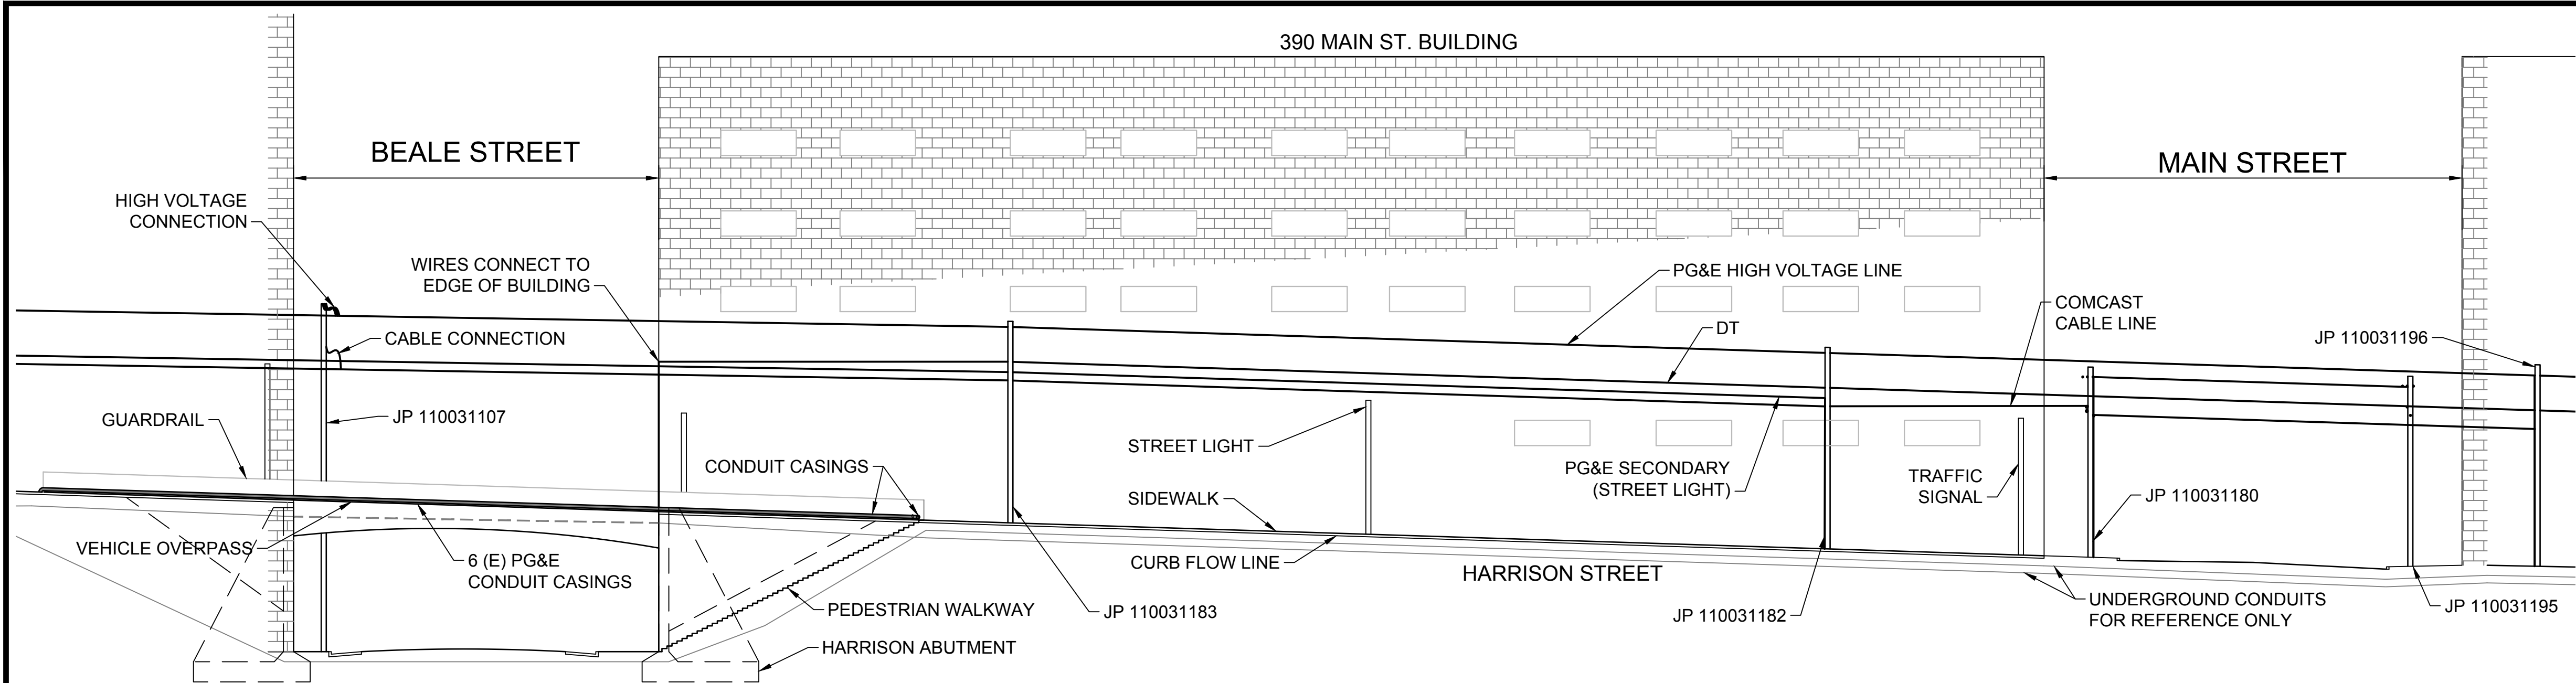 390 MAIN ST. BUILDING
BEALE STREET
MAIN STREET
HIGH VOLTAGE
CONNECTION
WIRES CONNECT TO
EDGE OF BUILDING
PG&E HIGH VOLTAGE LINE
COMCAST
CABLE LINE
DT
JP 110031196
CABLE CONNECTION
GUARDRAIL
JP 110031107
STREET LIGHT
CONDUIT CASINGS
PG&E SECONDARY
(STREET LIGHT)
TRAFFIC
SIGNAL
SIDEWALK
JP 110031180
VEHICLE OVERPASS
6 (E) PG&E
CONDUIT CASINGS
CURB FLOW LINE
HARRISON STREET
PEDESTRIAN WALKWAY
JP 110031183
JP 110031182
UNDERGROUND CONDUITS
FOR REFERENCE ONLY
JP 110031195
HARRISON ABUTMENT